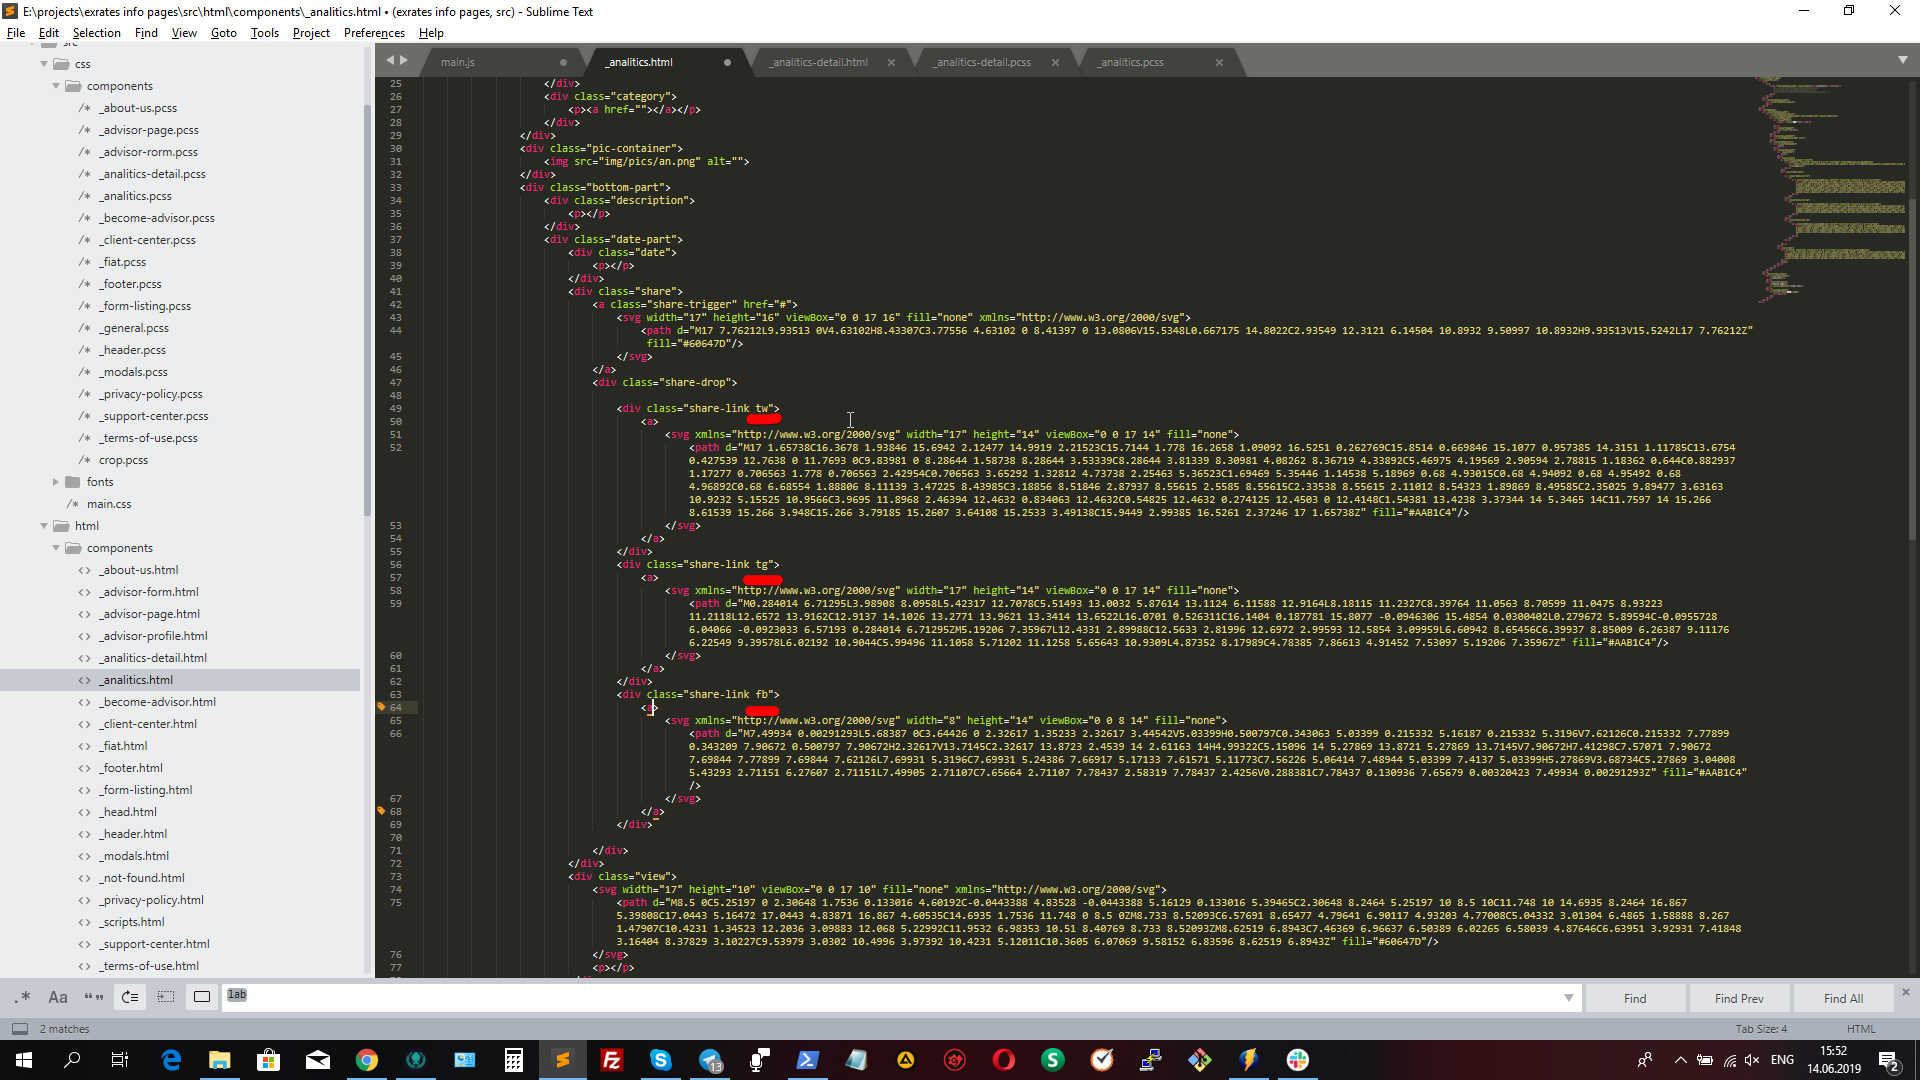 E:\projects\exrates info pages\src\html\components\_analitics.html • (exrates info pages, src) - Sublime Text
File Edit Selection Find View Goto Tools Project Preferences Help
src
css
components
/* _about-us.pcss
/* _advisor-page.pcss
/* _advisor-rorm.pcss
/* _analitics-detail.pcss
/* _analitics.pcss
/* _become-advisor.pcss
/* _client-center.pcss
/* _fiat.pcss
/* _footer.pcss
/* _form-listing.pcss
/* _general.pcss
/* _header.pcss
/* _modals.pcss
/* _privacy-policy.pcss
/* _support-center.pcss
/* _terms-of-use.pcss
/* crop.pcss
fonts
/* main.css
html
components
<> _about-us.html
<> _advisor-form.html
<> _advisor-page.html
<> _advisor-profile.html
<> _analitics-detail.html
<> _analitics.html
<> _become-advisor.html
<> _client-center.html
<> _fiat.html
<> _footer.html
<> _form-listing.html
<> _head.html
<> _header.html
<> _modals.html
<> _not-found.html
<> _privacy-policy.html
<> _scripts.html
<> _support-center.html
<> _terms-of-use.html
main.js _analitics.html _analitics-detail.html _analitics-detail.pcss _analitics.pcss
25 </div>
26 <div class="category">
27 <p><a href=""></a></p>
28 </div>
29 </div>
30 <div class="pic-container">
31 <img src="img/pics/an.png" alt="">
32 </div>
33 <div class="bottom-part">
34 <div class="description">
35 <p></p>
36 </div>
37 <div class="date-part">
38 <div class="date">
39 <p></p>
40 </div>
41 <div class="share">
42 <a class="share-trigger" href="#">
43 <svg width="17" height="16" viewBox="0 0 17 16" fill="none" xmlns="http://www.w3.org/2000/svg">
44 <path d="M17 7.76212L9.93513 0V4.63102H8.43307C3.77556 4.63102 0 8.41397 0 13.0806V15.5348L0.667175 14.8022C2.93549 12.3121 6.14504 10.8932 9.50997 10.8932H9.93513V15.5242L17 7.76212Z"
fill="#60647D"/>
45 </svg>
46 </a>
47 <div class="share-drop">
48
49 <div class="share-link tw">
50 <a>
51 <svg xmlns="http://www.w3.org/2000/svg" width="17" height="14" viewBox="0 0 17 14" fill="none">
52 <path d="M17 1.65738C16.3678 1.93846 15.6942 2.12477 14.9919 2.21523C15.7144 1.778 16.2658 1.09092 16.5251 0.262769C15.8514 0.669846 15.1077 0.957385 14.3151 1.11785C13.6754
0.427539 12.7638 0 11.7693 0C9.83981 0 8.28644 1.58738 8.28644 3.53339C8.28644 3.81339 8.30981 4.08262 8.36719 4.33892C5.46975 4.19569 2.90594 2.78815 1.18362 0.644C0.882937
1.17277 0.706563 1.778 0.706563 2.42954C0.706563 3.65292 1.32812 4.73738 2.25463 5.36523C1.69469 5.35446 1.14538 5.18969 0.68 4.93015C0.68 4.94092 0.68 4.95492 0.68
4.96892C0.68 6.68554 1.88806 8.11139 3.47225 8.43985C3.18856 8.51846 2.87937 8.55615 2.5585 8.55615C2.33538 8.55615 2.11012 8.54323 1.89869 8.49585C2.35025 9.89477 3.63163
10.9232 5.15525 10.9566C3.9695 11.8968 2.46394 12.4632 0.834063 12.4632C0.54825 12.4632 0.274125 12.4503 0 12.4148C1.54381 13.4238 3.37344 14 5.3465 14C11.7597 14 15.266
8.61539 15.266 3.948C15.266 3.79185 15.2607 3.64108 15.2533 3.49138C15.9449 2.99385 16.5261 2.37246 17 1.65738Z" fill="#AAB1C4"/>
53 </svg>
54 </a>
55 </div>
56 <div class="share-link tg">
57 <a>
58 <svg xmlns="http://www.w3.org/2000/svg" width="17" height="14" viewBox="0 0 17 14" fill="none">
59 <path d="M0.284014 6.71295L3.98908 8.0958L5.42317 12.7078C5.51493 13.0032 5.87614 13.1124 6.11588 12.9164L8.18115 11.2327C8.39764 11.0563 8.70599 11.0475 8.93223
11.2118L12.6572 13.9162C12.9137 14.1026 13.2771 13.9621 13.3414 13.6522L16.0701 0.526311C16.1404 0.187781 15.8077 -0.0946306 15.4854 0.0300402L0.279672 5.89594C-0.0955728
6.04066 -0.0923033 6.57193 0.284014 6.71295ZM5.19206 7.35967L12.4331 2.89988C12.5633 2.81996 12.6972 2.99593 12.5854 3.09959L6.60942 8.65456C6.39937 8.85009 6.26387 9.11176
6.22549 9.39578L6.02192 10.9044C5.99496 11.1058 5.71202 11.1258 5.65643 10.9309L4.87352 8.17989C4.78385 7.86613 4.91452 7.53097 5.19206 7.35967Z" fill="#AAB1C4"/>
60 </svg>
61 </a>
62 </div>
63 <div class="share-link fb">
64 <a>
65 <svg xmlns="http://www.w3.org/2000/svg" width="8" height="14" viewBox="0 0 8 14" fill="none">
66 <path d="M7.49934 0.00291293L5.68387 0C3.64426 0 2.32617 1.35233 2.32617 3.44542V5.03399H0.500797C0.343063 5.03399 0.215332 5.16187 0.215332 5.3196V7.62126C0.215332 7.77899
0.343209 7.90672 0.500797 7.90672H2.32617V13.7145C2.32617 13.8723 2.4539 14 2.61163 14H4.99322C5.15096 14 5.27869 13.8721 5.27869 13.7145V7.90672H7.41298C7.57071 7.90672
7.69844 7.77899 7.69844 7.62126L7.69931 5.3196C7.69931 5.24386 7.66917 5.17133 7.61571 5.11773C7.56226 5.06414 7.48944 5.03399 7.4137 5.03399H5.27869V3.68734C5.27869 3.04008
5.43293 2.71151 6.27607 2.71151L7.49905 2.71107C7.65664 2.71107 7.78437 2.58319 7.78437 2.4256V0.288381C7.78437 0.130936 7.65679 0.00320423 7.49934 0.00291293Z" fill="#AAB1C4"
/>
67 </svg>
68 </a>
69 </div>
70
71 </div>
72 </div>
73 <div class="view">
74 <svg width="17" height="10" viewBox="0 0 17 10" fill="none" xmlns="http://www.w3.org/2000/svg">
75 <path d="M8.5 0C5.25197 0 2.30648 1.7536 0.133016 4.60192C-0.0443388 4.83528 -0.0443388 5.16129 0.133016 5.39465C2.30648 8.2464 5.25197 10 8.5 10C11.748 10 14.6935 8.2464 16.867
5.39808C17.0443 5.16472 17.0443 4.83871 16.867 4.60535C14.6935 1.7536 11.748 0 8.5 0ZM8.733 8.52093C6.57691 8.65477 4.79641 6.90117 4.93203 4.77008C5.04332 3.01304 6.4865 1.58888 8.267
1.47907C10.4231 1.34523 12.2036 3.09883 12.068 5.22992C11.9532 6.98353 10.51 8.40769 8.733 8.52093ZM8.62519 6.8943C7.46369 6.96637 6.50389 6.02265 6.58039 4.87646C6.63951 3.92931 7.41848
3.16404 8.37829 3.10227C9.53979 3.0302 10.4996 3.97392 10.4231 5.12011C10.3605 6.07069 9.58152 6.83596 8.62519 6.8943Z" fill="#60647D"/>
76 </svg>
77 <p></p>
.* Aa “” lab Find Find Prev Find All
2 matches Tab Size: 4 HTML
13 ENG 15:52
14.06.2019 2